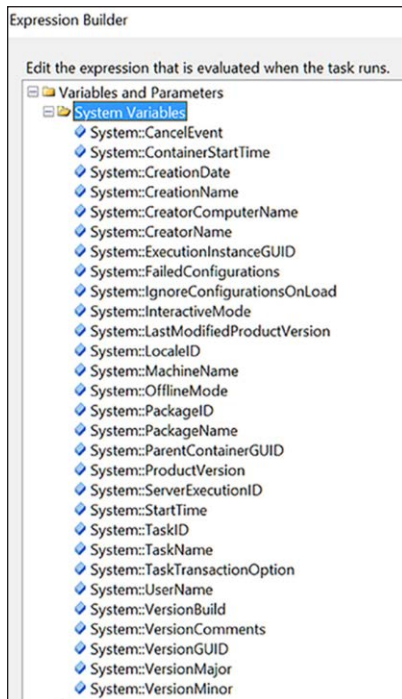 Expression Builder
Edit the expression that is evaluated when the task runs.
Variables and Parameters
System Variables
System::CancelEvent
System::ContainerStartTime
System::CreationDate
System::CreationName
System::CreatorComputerName
System::CreatorName
System::ExecutionInstanceGUID
System::FailedConfigurations
System::IgnoreConfigurationsOnLoad
System::InteractiveMode
System::LastModifiedProductVersion
System::LocaleID
System::MachineName
System::OfflineMode
System::PackageID
System::PackageName
System::ParentContainerGUID
System::ProductVersion
System::ServerExecutionID
System::StartTime
System::TaskID
System::TaskName
System::TaskTransactionOption
System::UserName
System::VersionBuild
System::VersionComments
System::VersionGUID
System::VersionMajor
System::VersionMinor